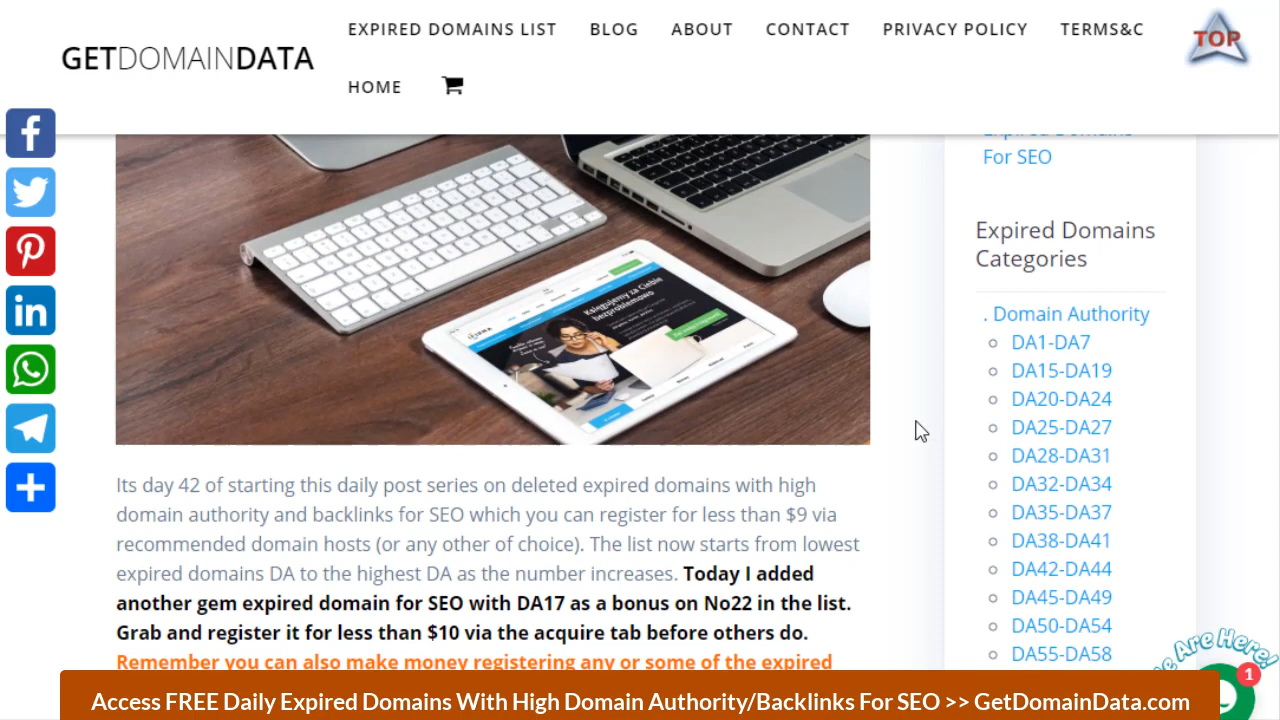 EXPIRED DOMAINS LIST BLOG ABOUT CONTACT PRIVACY POLICY TERMS&C
TOP
GETDOMAINDATA
HOME
For SEO
Expired Domains
Categories
. Domain Authority
DA1-DA7
DA15-DA19
DA20-DA24
DA25-DA27
DA28-DA31
DA32-DA34
DA35-DA37
DA38-DA41
DA42-DA44
DA45-DA49
DA50-DA54
DA55-DA58
Księgujemy za Ciebie
bezproblemowo
Its day 42 of starting this daily post series on deleted expired domains with high
domain authority and backlinks for SEO which you can register for less than $9 via
recommended domain hosts (or any other of choice). The list now starts from lowest
expired domains DA to the highest DA as the number increases. Today I added
another gem expired domain for SEO with DA17 as a bonus on No22 in the list.
Grab and register it for less than $10 via the acquire tab before others do.
Remember you can also make money registering any or some of the expired
Are Here!
1
Access FREE Daily Expired Domains With High Domain Authority/Backlinks For SEO >> GetDomainData.com